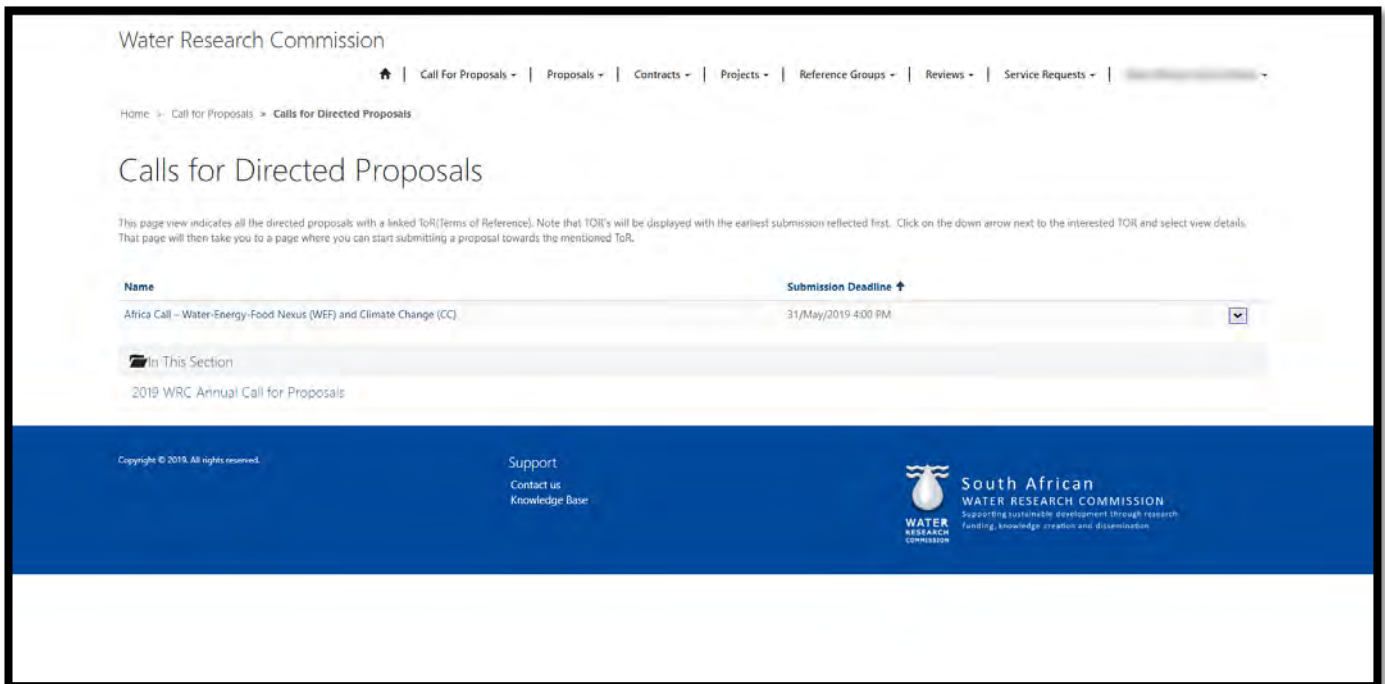 Water Research Commission
Call For Proposals | Proposals | Contracts | Projects | Reference Groups | Reviews | Service Requests |
Home > Call for Proposals > Calls for Directed Proposals
Calls for Directed Proposals
This page view indicates all the directed proposals with a linked ToR(Terms of Reference). Note that TOR's will be displayed with the earliest submission reflected first. Click on the down arrow next to the interested TOR and select view details.
That page will then take you to a page where you can start submitting a proposal towards the mentioned ToR.
Name Submission Deadline
Africa Call – Water-Energy-Food Nexus (WEF) and Climate Change (CC) 31/May/2019 4:00 PM
In This Section
2019 WRC Annual Call for Proposals
Copyright © 2019. All rights reserved.
Support
Contact us
Knowledge Base
WATER
RESEARCH
COMMISSION
South African
WATER RESEARCH COMMISSION
Supporting sustainable development through research
funding, knowledge creation and dissemination